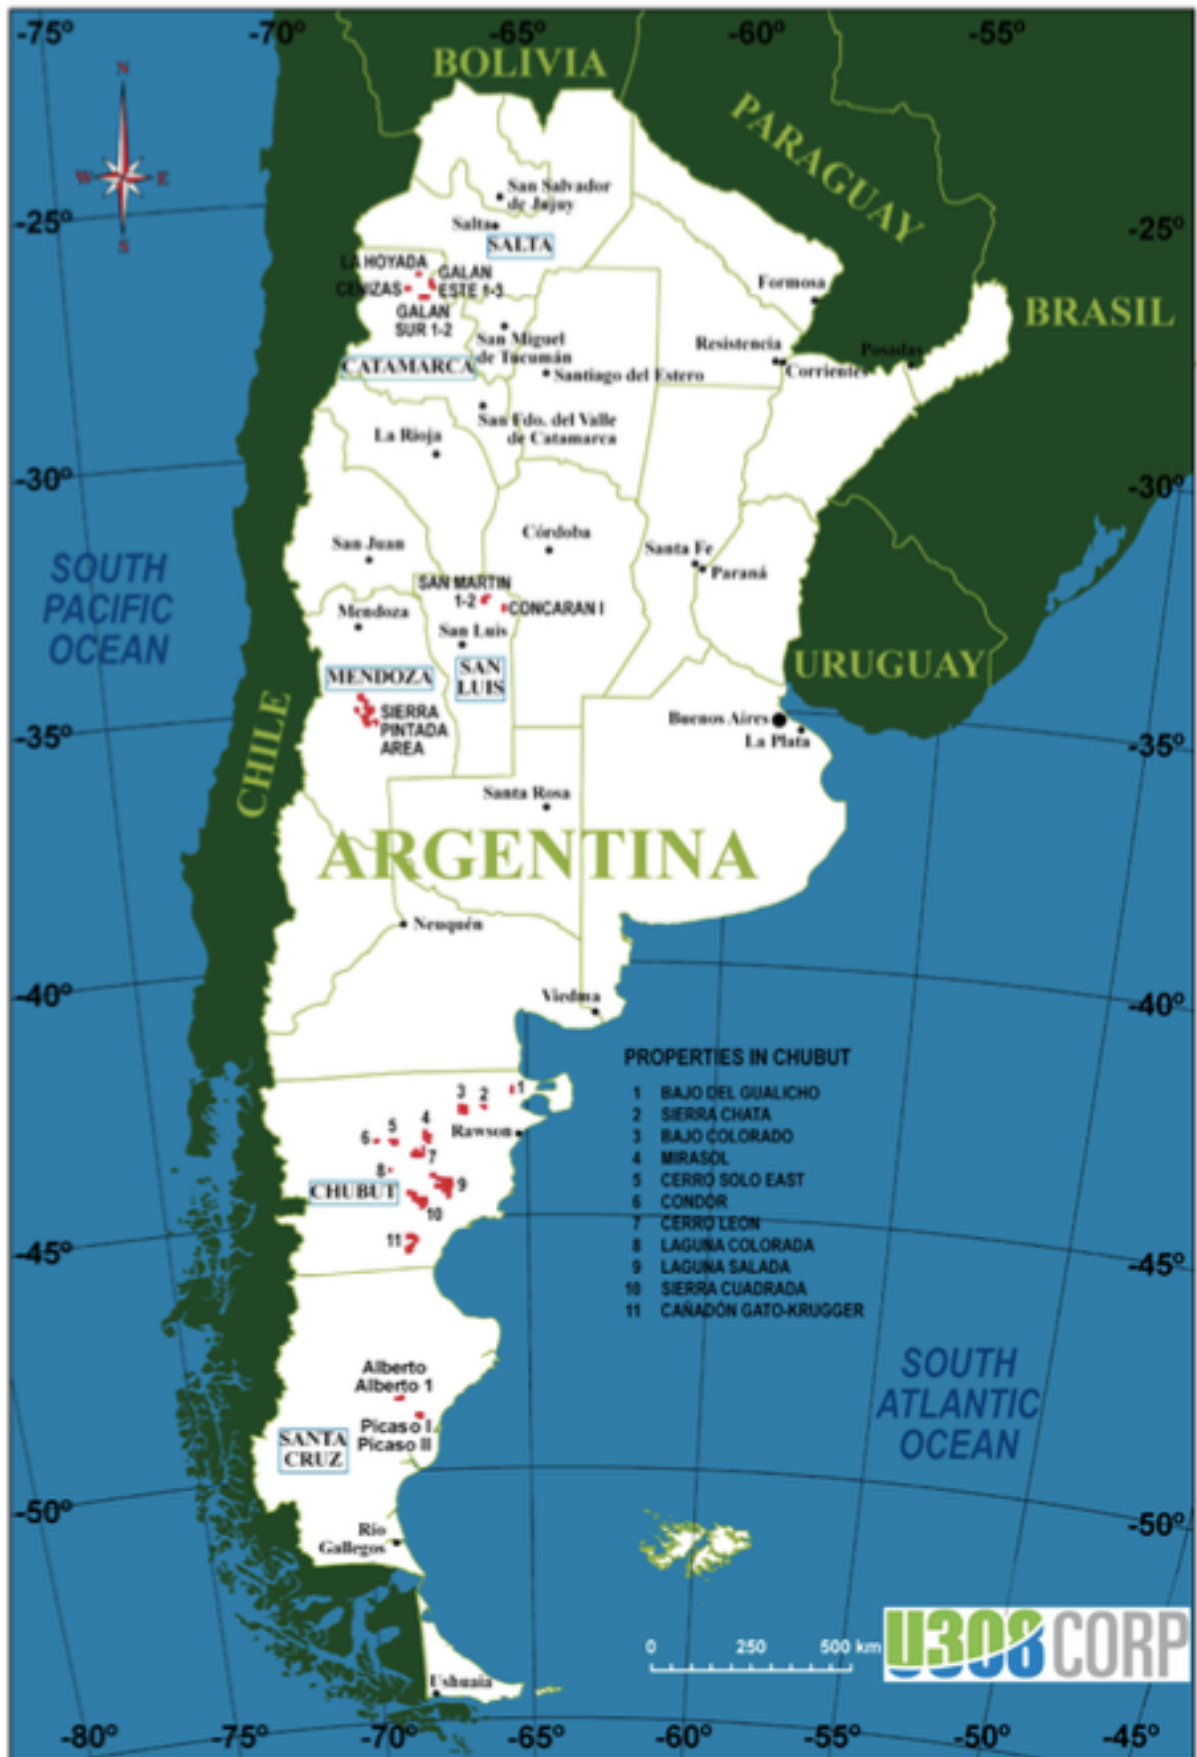 -75°
-70°
-65°
-60°
-55°
BOLIVIA
PARAGUAY
N
W
E
S
San Salvador
de Jujuy
-25°
Salta
-25°
SALTA
LA HOYADA
GALAN
ESTE 1-3
CENIZAS
Formosa
BRASIL
GALAN
SUR 1-2
San Miguel
de Tucumán
Resistencia
Posadas
CATAMARCA
Santiago del Estero
Corrientes
San Fdo. del Valle
de Catamarca
La Rioja
-30°
-30°
Córdoba
San Juan
Santa Fe
Paraná
SOUTH
PACIFIC
OCEAN
SAN MARTIN
1-2
CONCARAN I
Mendoza
San Luis
URUGUAY
MENDOZA
SAN
LUIS
SIERRA
PINTADA
AREA
Buenos Aires
La Plata
-35°
-35°
CHILE
Santa Rosa
ARGENTINA
Neuquén
-40°
Viedma
-40°
PROPERTIES IN CHUBUT
1 BAJO DEL GUALICHO
2 SIERRA CHATA
3 BAJO COLORADO
4 MIRASOL
5 CERRO SOLO EAST
6 CONDOR
7 CERRO LEON
8 LAGUNA COLORADA
9 LAGUNA SALADA
10 SIERRA CUADRADA
11 CAÑADÓN GATO-KRUGGER
1
2
3
4
5
6
Rawson
7
8
9
CHUBUT
10
11
-45°
-45°
Alberto
Alberto 1
Picaso I
Picaso II
SANTA
CRUZ
SOUTH
ATLANTIC
OCEAN
-50°
-50°
Río
Gallegos
0 250 500 km
U308 CORP
Ushuaia
-80°
-75°
-70°
-65°
-60°
-55°
-50°
-45°